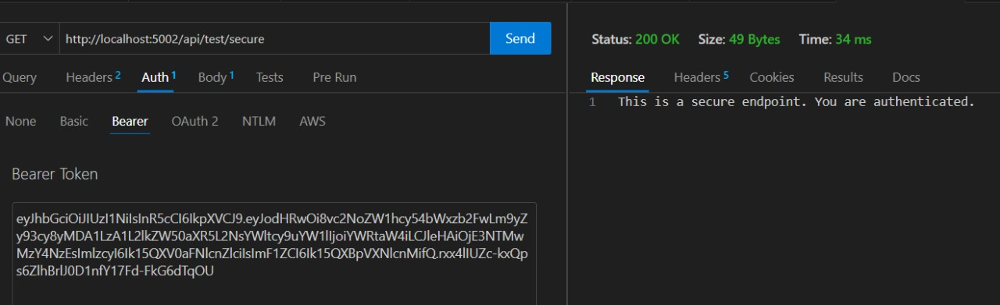 GET http://localhost:5002/api/test/secure Send
Query Headers 2 Auth 1 Body 1 Tests Pre Run
None Basic Bearer OAuth 2 NTLM AWS
Bearer Token
eyJhbGciOiJIUzI1NiIsInR5cCI6IkpXVCJ9.eyJodHRwOi8vc2NoZW1hcy54bWxzb2FwLm9yZ
y93cy8yMDA1LzA1L2lkZW50aXR5L2NsYWltcy9uYW1lIjoiYWRtaW4iLCJleHAiOjE3NTMw
MzY4NzEsImlzcyI6Ik15QXV0aFNlcnZlciIsImF1ZCI6Ik15QXBpVXNlcnMifQ.rxx4lIUZc-kxQp
s6ZlhBrlJ0D1nfY17Fd-FkG6dTqOU
Status: 200 OK Size: 49 Bytes Time: 34 ms
Response Headers 5 Cookies Results Docs
1 This is a secure endpoint. You are authenticated.